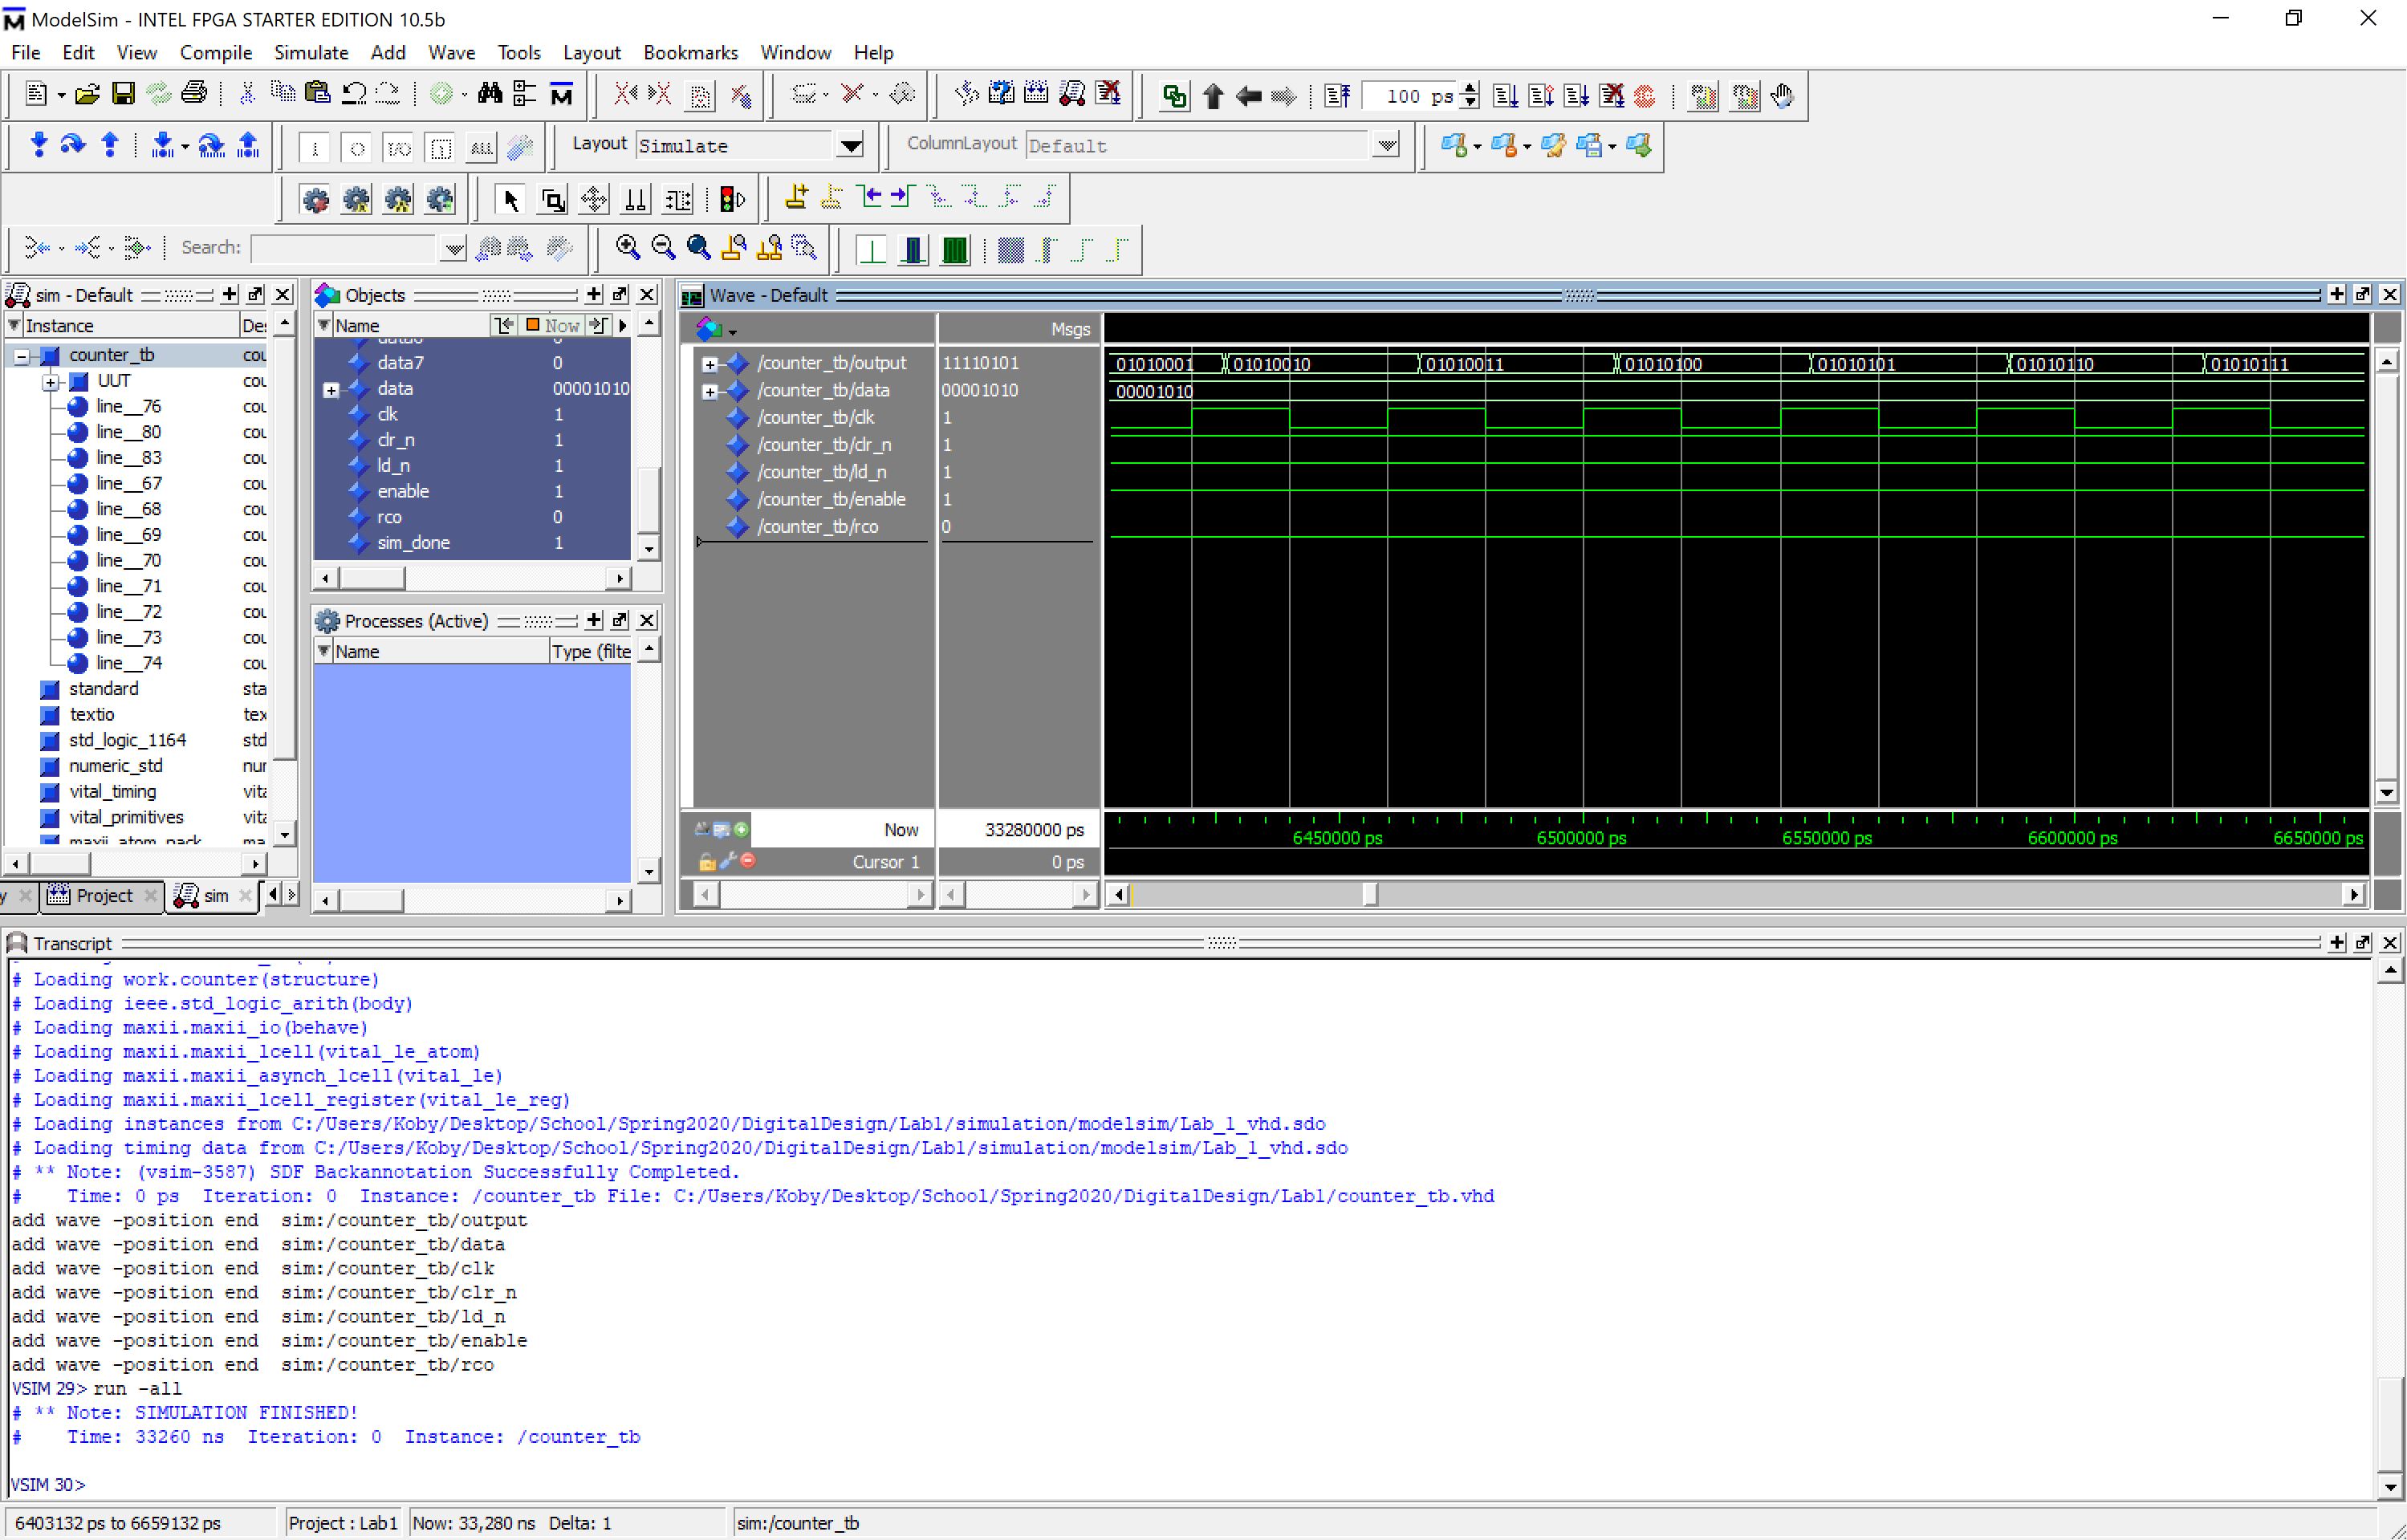 ModelSim - INTEL FPGA STARTER EDITION 10.5b
File Edit View Compile Simulate Add Wave Tools Layout Bookmarks Window Help
100 ps
Layout Simulate ColumnLayout Default
Search:
sim - Default
Instance
counter_tb cou
UUT cou
line__76 cou
line__80 cou
line__83 cou
line__67 cou
line__68 cou
line__69 cou
line__70 cou
line__71 cou
line__72 cou
line__73 cou
line__74 cou
standard sta
textio tex
std_logic_1164 std
numeric_std nur
vital_timing vita
vital_primitives vita
maxii_atom_pack ma
Project sim
Objects
Name Now
data7 0
data 00001010
clk 1
clr_n 1
ld_n 1
enable 1
rco 0
sim_done 1
Processes (Active)
Name Type (filte
Wave - Default
Msgs
/counter_tb/output 11110101 01010001 01010010 01010011 01010100 01010101 01010110 01010111
/counter_tb/data 00001010 00001010
/counter_tb/clk 1
/counter_tb/clr_n 1
/counter_tb/ld_n 1
/counter_tb/enable 1
/counter_tb/rco 0
Now 33280000 ps 6450000 ps 6500000 ps 6550000 ps 6600000 ps 6650000 ps
Cursor 1 0 ps
Transcript
# Loading work.counter(structure)
# Loading ieee.std_logic_arith(body)
# Loading maxii.maxii_io(behave)
# Loading maxii.maxii_lcell(vital_le_atom)
# Loading maxii.maxii_asynch_lcell(vital_le)
# Loading maxii.maxii_lcell_register(vital_le_reg)
# Loading instances from C:/Users/Koby/Desktop/School/Spring2020/DigitalDesign/Lab1/simulation/modelsim/Lab_1_vhd.sdo
# Loading timing data from C:/Users/Koby/Desktop/School/Spring2020/DigitalDesign/Lab1/simulation/modelsim/Lab_1_vhd.sdo
# ** Note: (vsim-3587) SDF Backannotation Successfully Completed.
#    Time: 0 ps  Iteration: 0  Instance: /counter_tb File: C:/Users/Koby/Desktop/School/Spring2020/DigitalDesign/Lab1/counter_tb.vhd
add wave -position end  sim:/counter_tb/output
add wave -position end  sim:/counter_tb/data
add wave -position end  sim:/counter_tb/clk
add wave -position end  sim:/counter_tb/clr_n
add wave -position end  sim:/counter_tb/ld_n
add wave -position end  sim:/counter_tb/enable
add wave -position end  sim:/counter_tb/rco
VSIM 29> run -all
# ** Note: SIMULATION FINISHED!
#    Time: 33260 ns  Iteration: 0  Instance: /counter_tb
VSIM 30>
6403132 ps to 6659132 ps Project : Lab1 Now: 33,280 ns Delta: 1 sim:/counter_tb